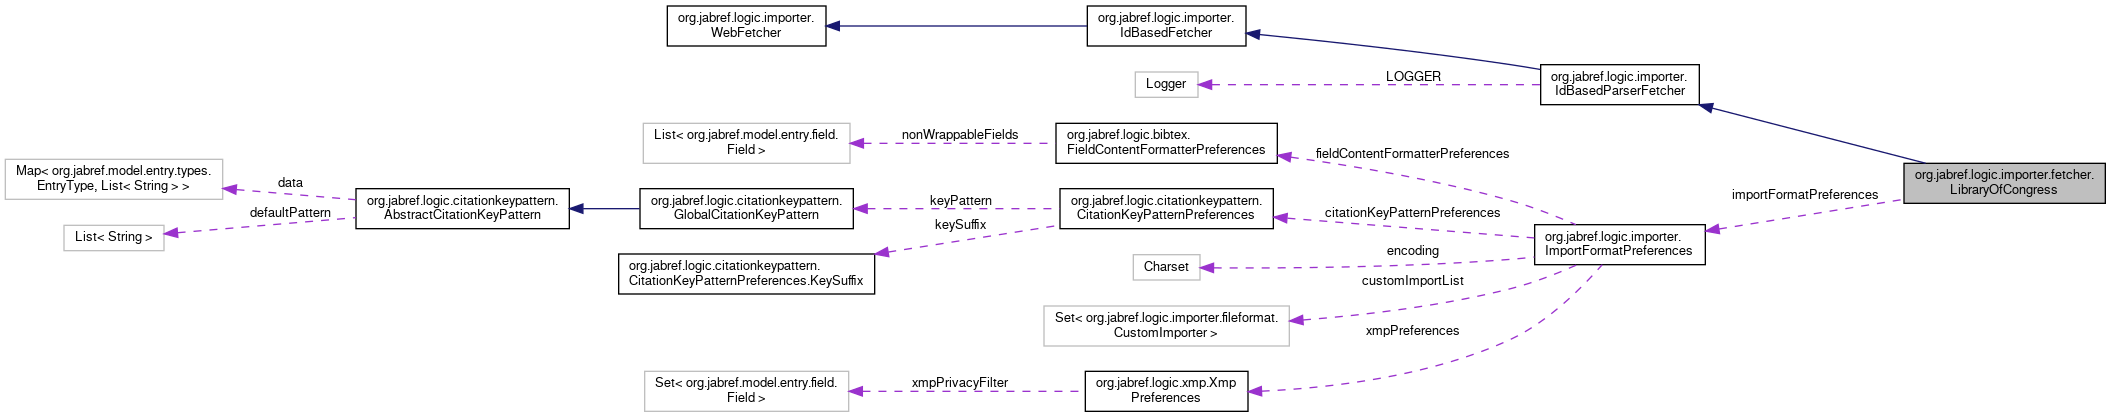 org.jabref.logic.importer.
WebFetcher
org.jabref.logic.importer.
IdBasedFetcher
org.jabref.logic.importer.
IdBasedParserFetcher
LOGGER
Logger
List< org.jabref.model.entry.field.
Field >
nonWrappableFields
org.jabref.logic.bibtex.
FieldContentFormatterPreferences
fieldContentFormatterPreferences
org.jabref.logic.importer.fetcher.
LibraryOfCongress
importFormatPreferences
Map< org.jabref.model.entry.types.
EntryType, List< String > >
data
defaultPattern
List< String >
org.jabref.logic.citationkeypattern.
AbstractCitationKeyPattern
org.jabref.logic.citationkeypattern.
GlobalCitationKeyPattern
keyPattern
keySuffix
org.jabref.logic.citationkeypattern.
CitationKeyPatternPreferences
citationKeyPatternPreferences
org.jabref.logic.importer.
ImportFormatPreferences
org.jabref.logic.citationkeypattern.
CitationKeyPatternPreferences.KeySuffix
Charset
encoding
customImportList
Set< org.jabref.logic.importer.fileformat.
CustomImporter >
xmpPreferences
Set< org.jabref.model.entry.field.
Field >
xmpPrivacyFilter
org.jabref.logic.xmp.Xmp
Preferences